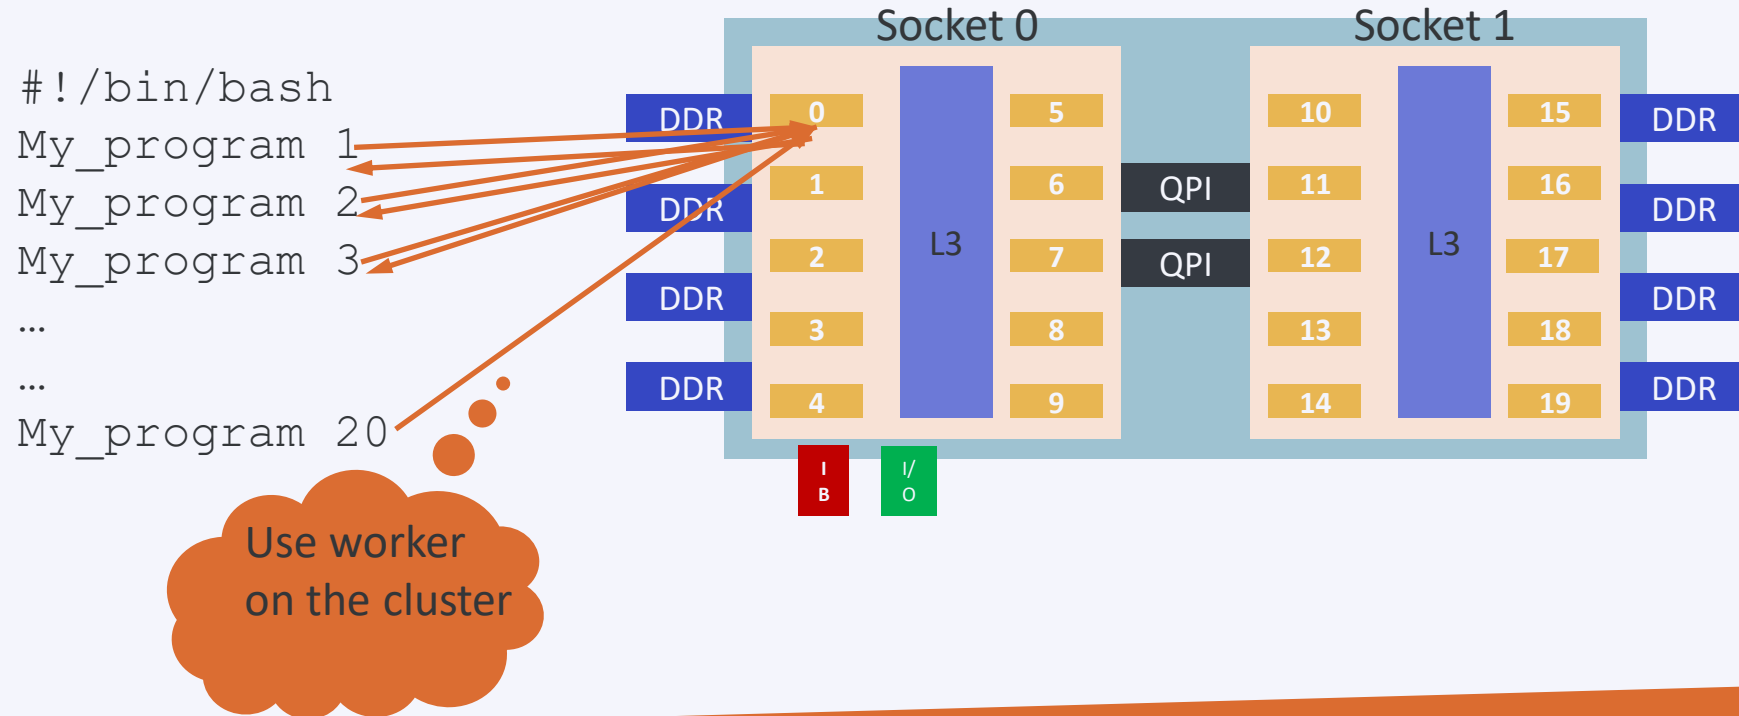 Socket 0
Socket 1
#!/bin/bash
My_program 1
My_program 2
My_program 3
…
…
My_program 20
DDR
DDR
DDR
DDR
0
1
2
3
4
L3
5
6
7
8
9
QPI
QPI
10
11
12
13
14
L3
15
16
17
18
19
DDR
DDR
DDR
DDR
I
B
I/
O
Use worker
on the cluster